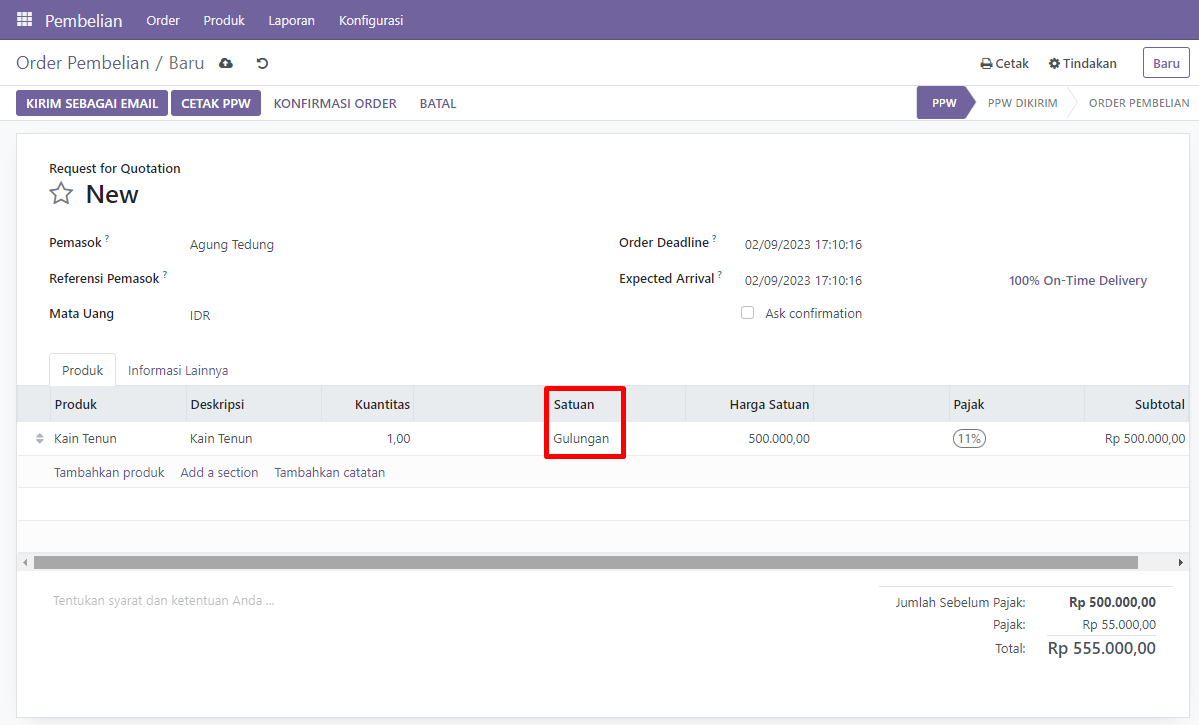 Pembelian Order Produk Laporan Konfigurasi
Order Pembelian / Baru Cetak Tindakan Baru
KIRIM SEBAGAI EMAIL CETAK PPW KONFIRMASI ORDER BATAL PPW PPW DIKIRIM ORDER PEMBELIAN
Request for Quotation
New
Pemasok ? Agung Tedung
Referensi Pemasok ?
Mata Uang IDR
Order Deadline ? 02/09/2023 17:10:16
Expected Arrival ? 02/09/2023 17:10:16 100% On-Time Delivery
Ask confirmation
Produk Informasi Lainnya
Produk Deskripsi Kuantitas Satuan Harga Satuan Pajak Subtotal
Kain Tenun Kain Tenun 1,00 Gulungan 500.000,00 11% Rp 500.000,00
Tambahkan produk Add a section Tambahkan catatan
Tentukan syarat dan ketentuan Anda ...
Jumlah Sebelum Pajak: Rp 500.000,00
Pajak: Rp 55.000,00
Total: Rp 555.000,00